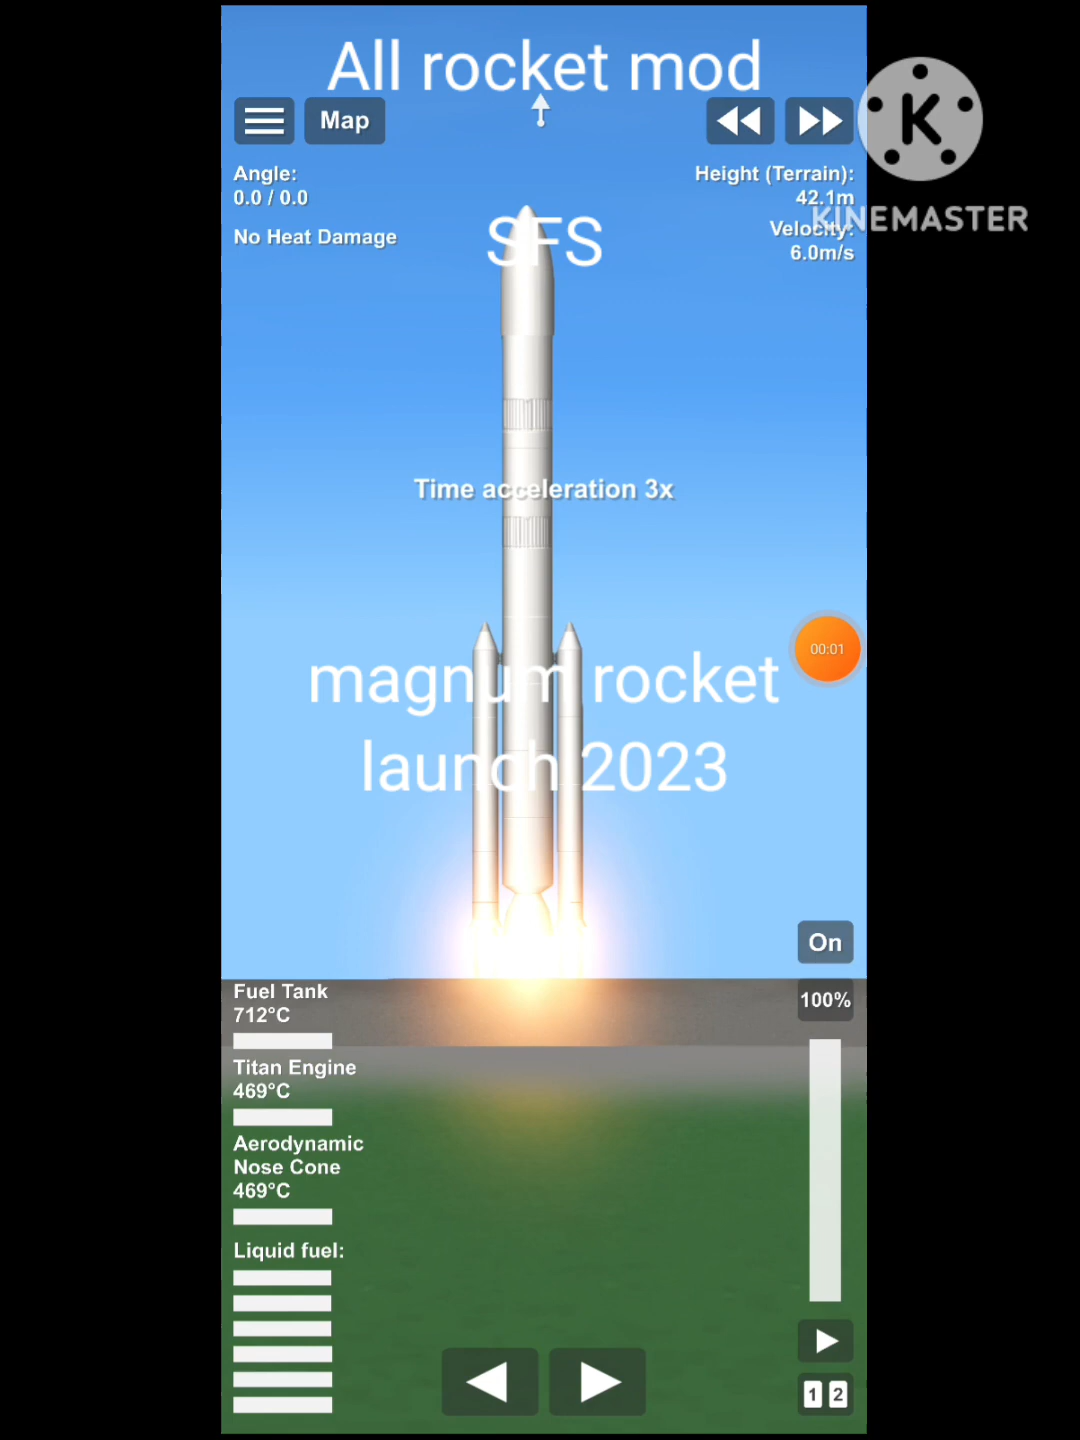 All rocket mod
Map
K
KINEMASTER
Angle:
0.0 / 0.0
No Heat Damage
Height (Terrain):
42.1m
Velocity:
6.0m/s
SFS
Time acceleration 3x
00:01
magnum rocket
launch 2023
On
100%
Fuel Tank
712°C
Titan Engine
469°C
Aerodynamic
Nose Cone
469°C
Liquid fuel:
1 2